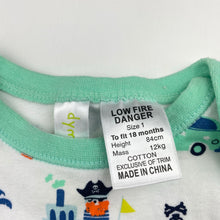 dym
LOW FIRE
DANGER
Size 1
To fit 18 months
Height 84cm
Mass 12kg
COTTON
EXCLUSIVE OF TRIM
MADE IN CHINA